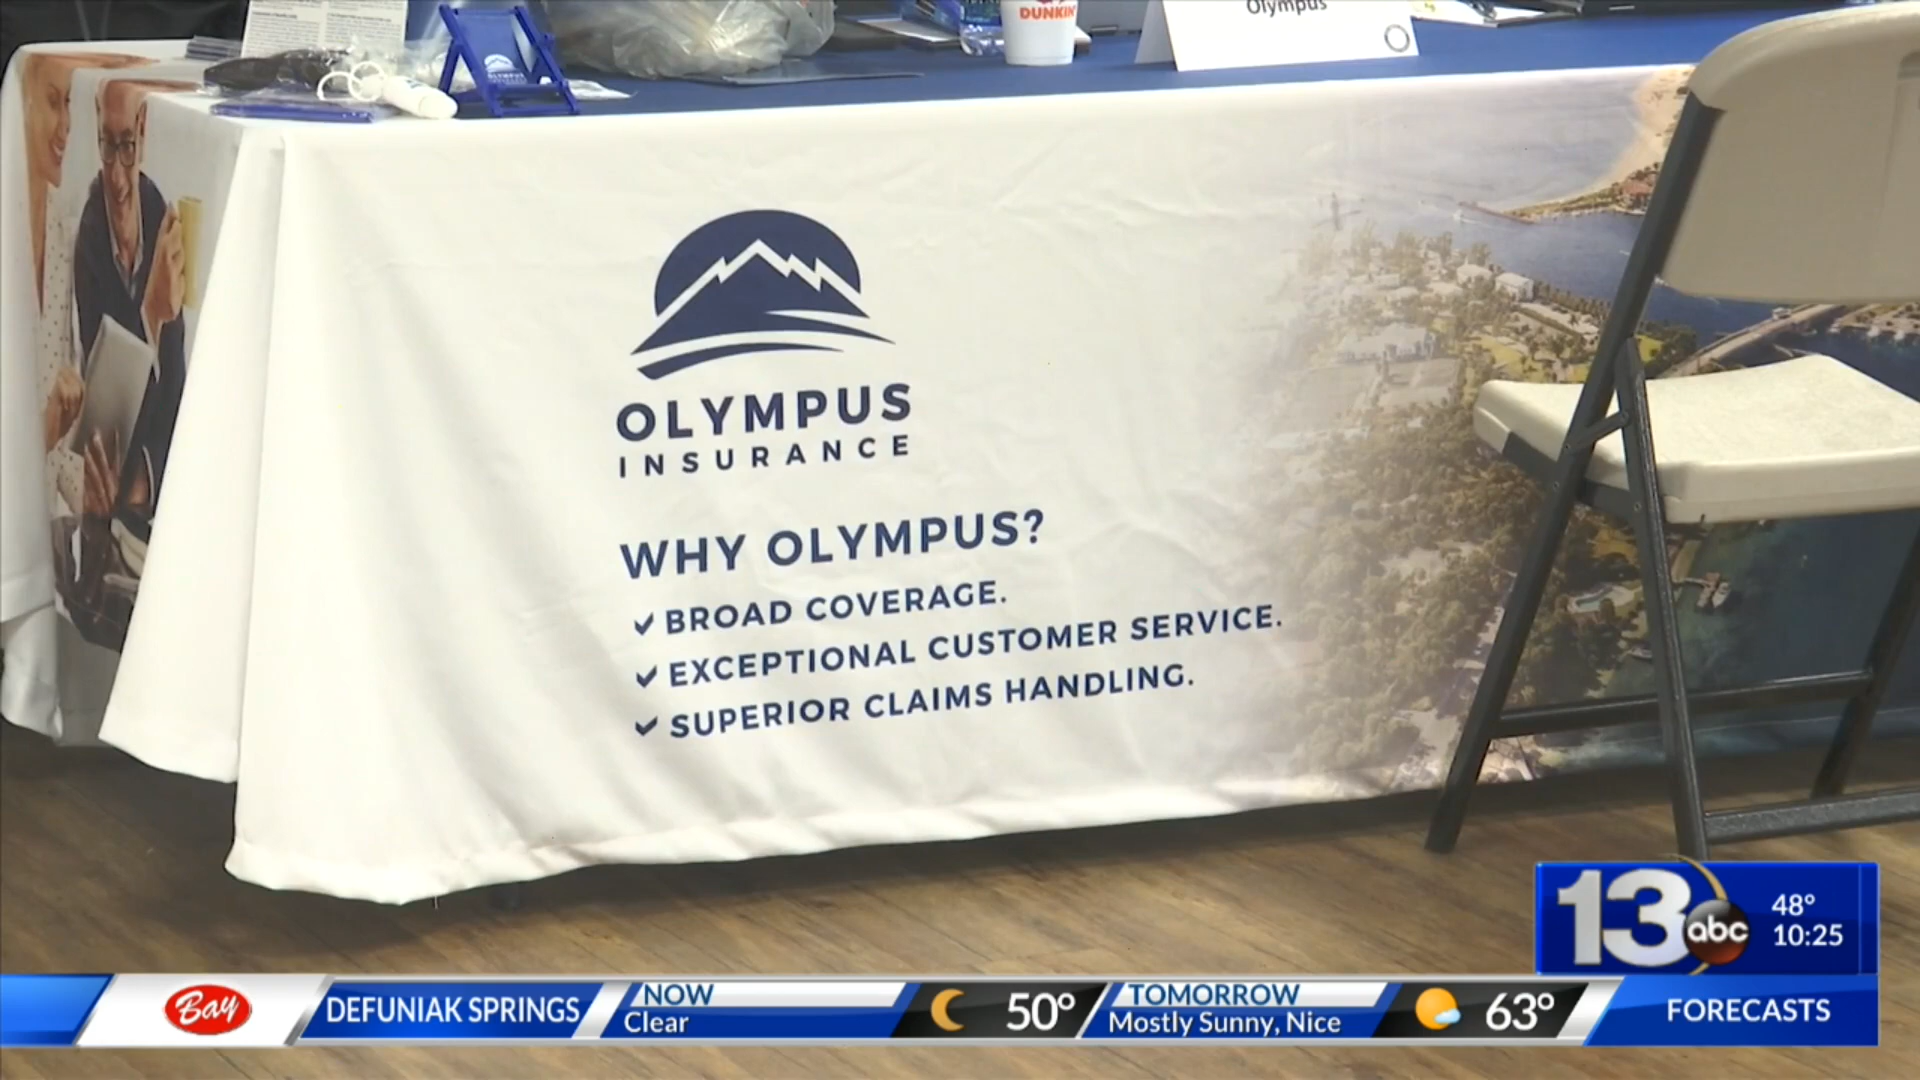 DUNKIN'
Olympus
OLYMPUS
OLYMPUS
INSURANCE
WHY OLYMPUS?
BROAD COVERAGE.
EXCEPTIONAL CUSTOMER SERVICE.
SUPERIOR CLAIMS HANDLING.
13 abc
48°
10:25
Bay
DEFUNIAK SPRINGS
NOW
Clear
50°
TOMORROW
Mostly Sunny, Nice
63°
FORECASTS